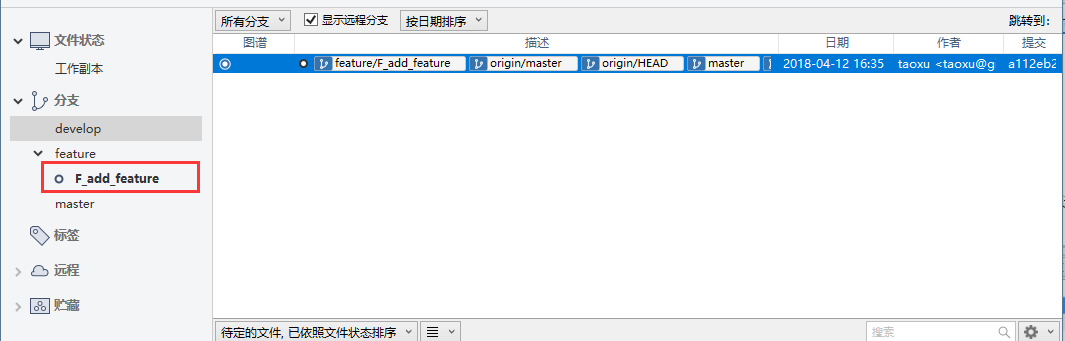 所有分支
显示远程分支
按日期排序
跳转到:
文件状态
工作副本
分支
develop
feature
F_add_feature
master
标签
远程
贮藏
图谱 描述 日期 作者 提交
feature/F_add_feature origin/master origin/HEAD master 2018-04-12 16:35 taoxu <taoxu@g a112eb2
待定的文件, 已依照文件状态排序
搜索